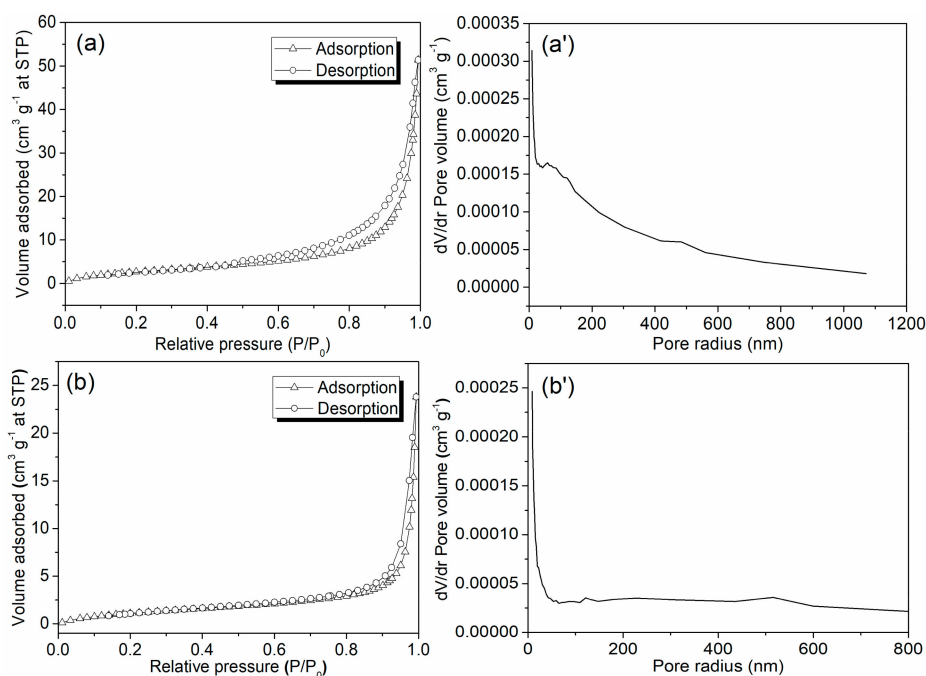 (a)
Adsorption
Desorption
Volume adsorbed (cm³ g⁻¹ at STP)
60
50
40
30
20
10
0
0.0 0.2 0.4 0.6 0.8 1.0
Relative pressure (P/P₀)
(a')
dV/dr Pore volume (cm³ g⁻¹)
0.00035
0.00030
0.00025
0.00020
0.00015
0.00010
0.00005
0.00000
0 200 400 600 800 1000 1200
Pore radius (nm)
(b)
Adsorption
Desorption
Volume adsorbed (cm³ g⁻¹ at STP)
25
20
15
10
5
0
0.0 0.2 0.4 0.6 0.8 1.0
Relative pressure (P/P₀)
(b')
dV/dr Pore volume (cm³ g⁻¹)
0.00025
0.00020
0.00015
0.00010
0.00005
0.00000
0 200 400 600 800
Pore radius (nm)